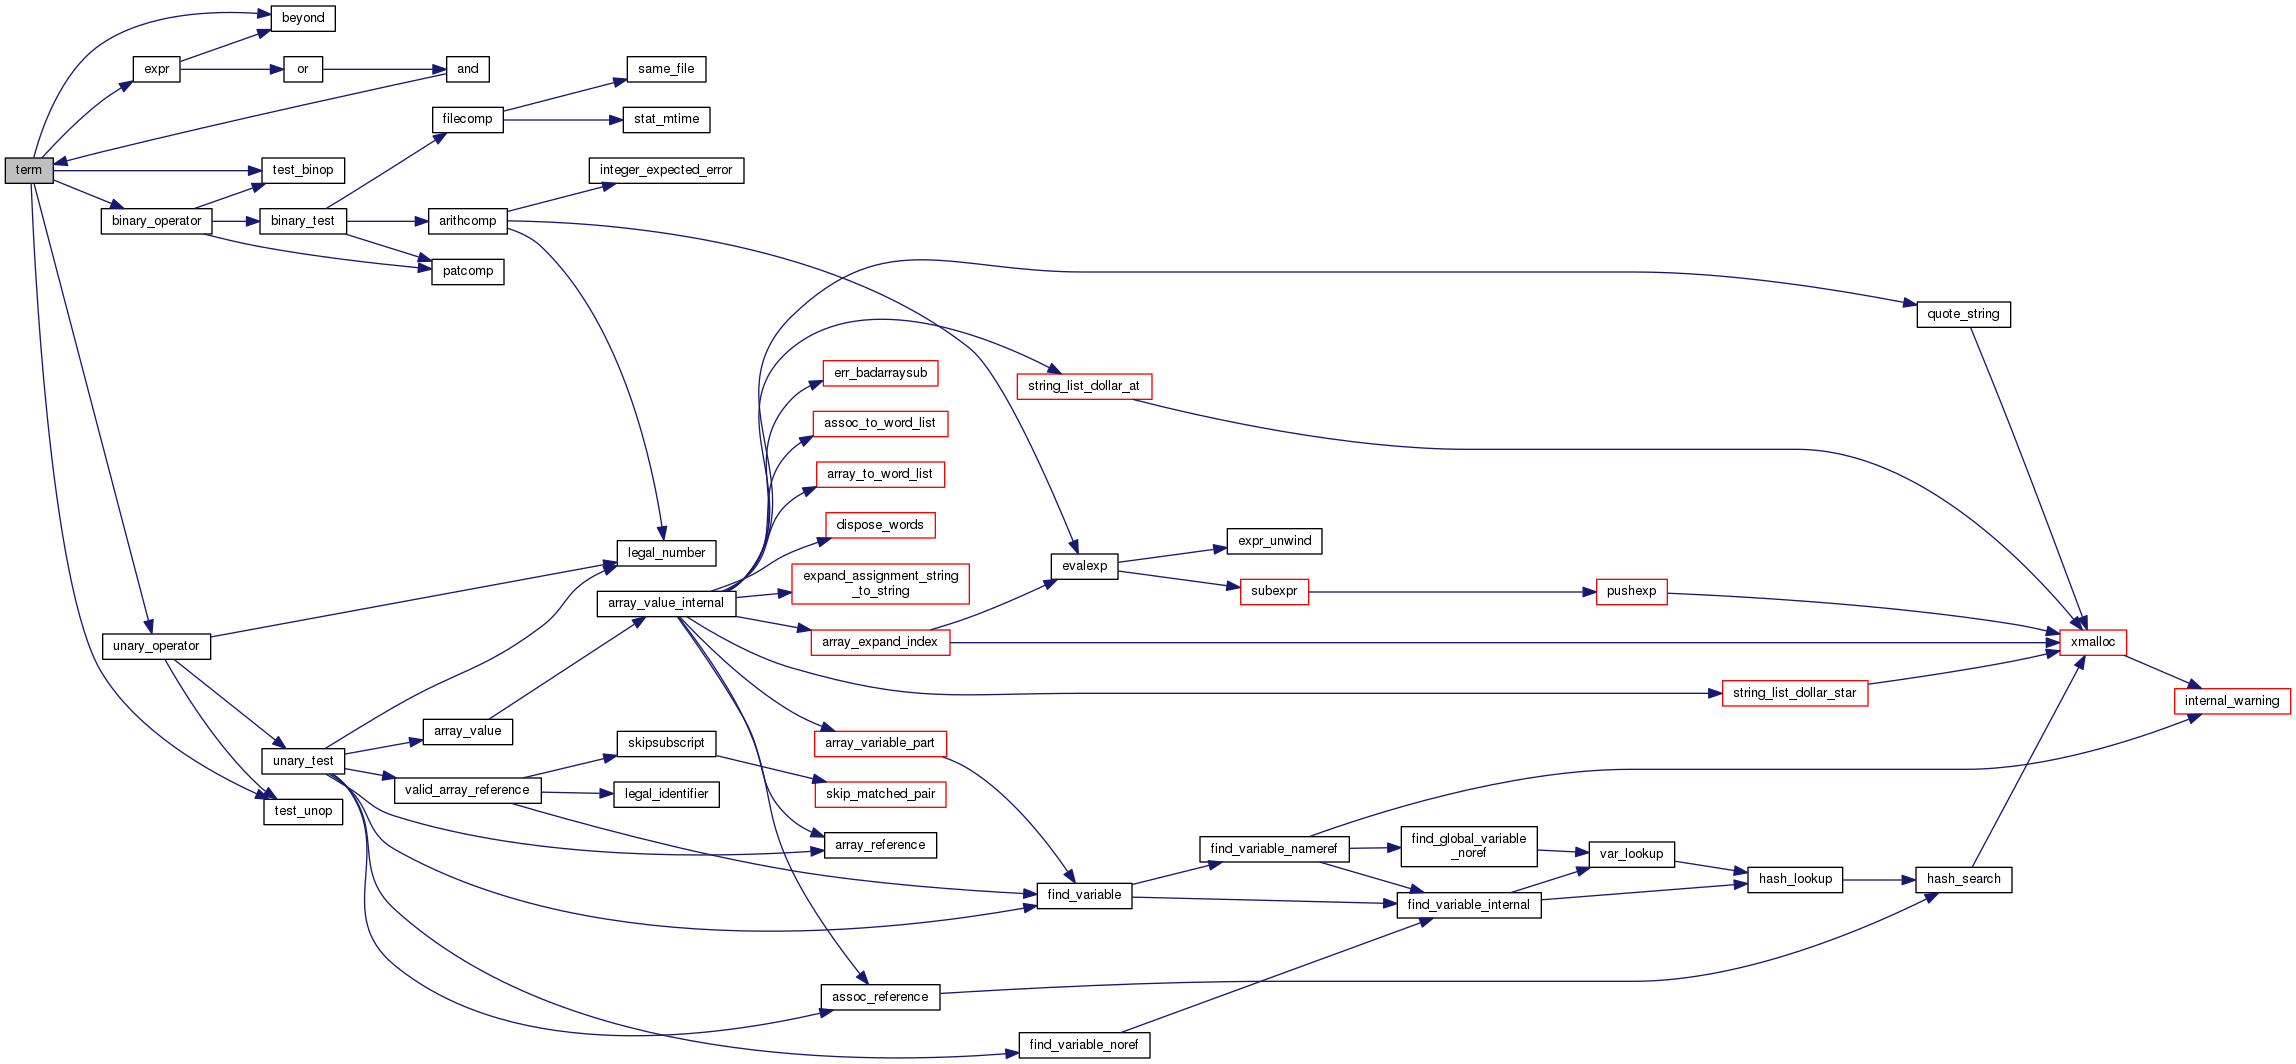 beyond
expr
or
and
same_file
filecomp
stat_mtime
term
test_binop
integer_expected_error
binary_operator
binary_test
arithcomp
patcomp
quote_string
err_badarraysub
string_list_dollar_at
assoc_to_word_list
array_to_word_list
dispose_words
legal_number
expr_unwind
evalexp
expand_assignment_string
_to_string
subexpr
pushexp
array_value_internal
unary_operator
array_expand_index
xmalloc
string_list_dollar_star
internal_warning
array_value
skipsubscript
array_variable_part
unary_test
valid_array_reference
legal_identifier
skip_matched_pair
test_unop
array_reference
find_variable_nameref
find_global_variable
_noref
var_lookup
hash_lookup
hash_search
find_variable
find_variable_internal
assoc_reference
find_variable_noref